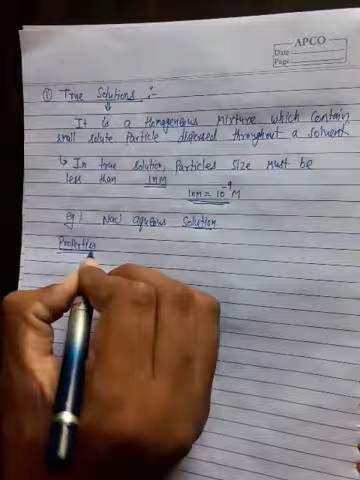 APCO
Date
Page
① True Solutions :-
It is a Homogeneous Mixture which contain
small solute Particle dispersed throughout a solvent
↳ In true solution, Particles Size must be
less than 1nM
1nM = 10⁻⁹ M
eg: Nacl aqueous Solution
Properties